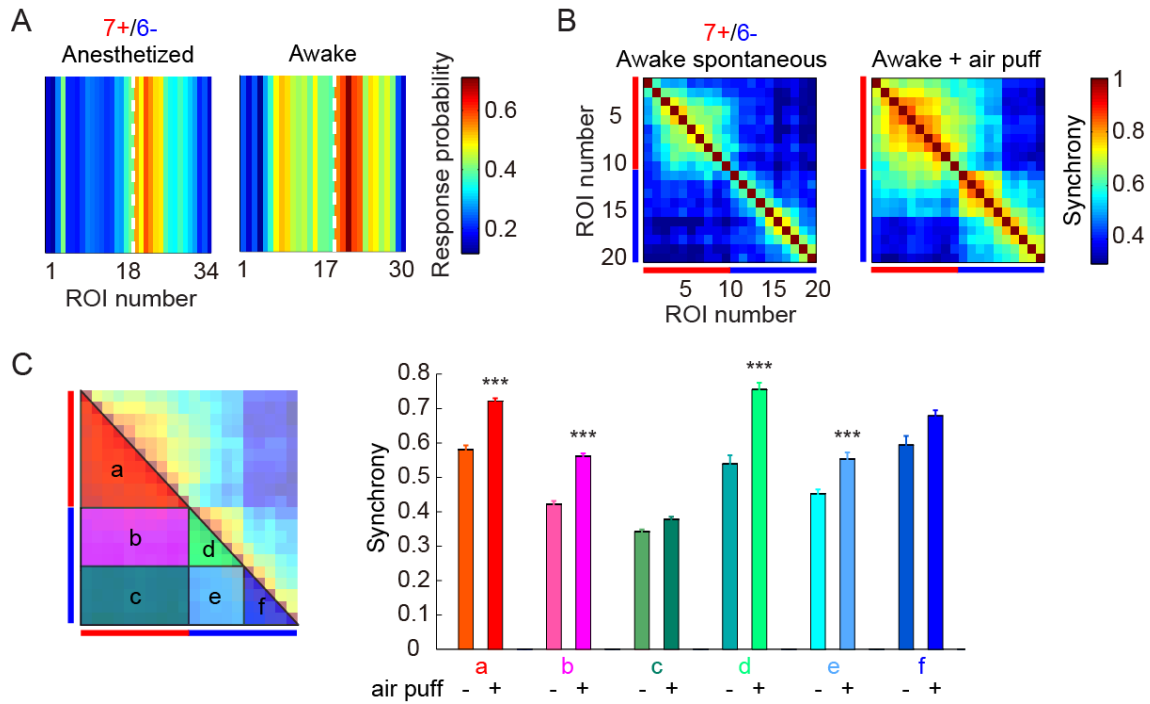 A
7+/6-
Anesthetized
Awake
Response probability
0.6
0.4
0.2
1
18
34
1
17
30
ROI number
B
7+/6-
Awake spontaneous
Awake + air puff
ROI number
5
10
15
20
5
10
15
20
ROI number
Synchrony
1
0.8
0.6
0.4
C
a
b
d
c
e
f
Synchrony
0.8
0.7
0.6
0.5
0.4
0.3
0.2
0.1
0
***
***
***
***
a
b
c
d
e
f
air puff - + - + - + - + - + - +